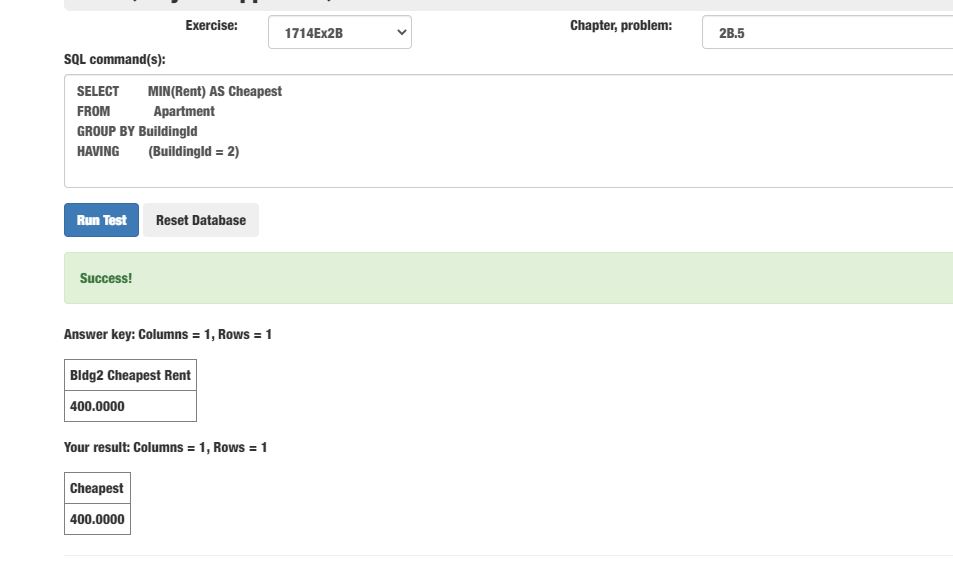 Exercise: 1714Ex2B Chapter, problem: 2B.5
SQL command(s):
SELECT MIN(Rent) AS Cheapest
FROM Apartment
GROUP BY BuildingId
HAVING (BuildingId = 2)
Run Test Reset Database
Success!
Answer key: Columns = 1, Rows = 1
Bldg2 Cheapest Rent
400.0000
Your result: Columns = 1, Rows = 1
Cheapest
400.0000